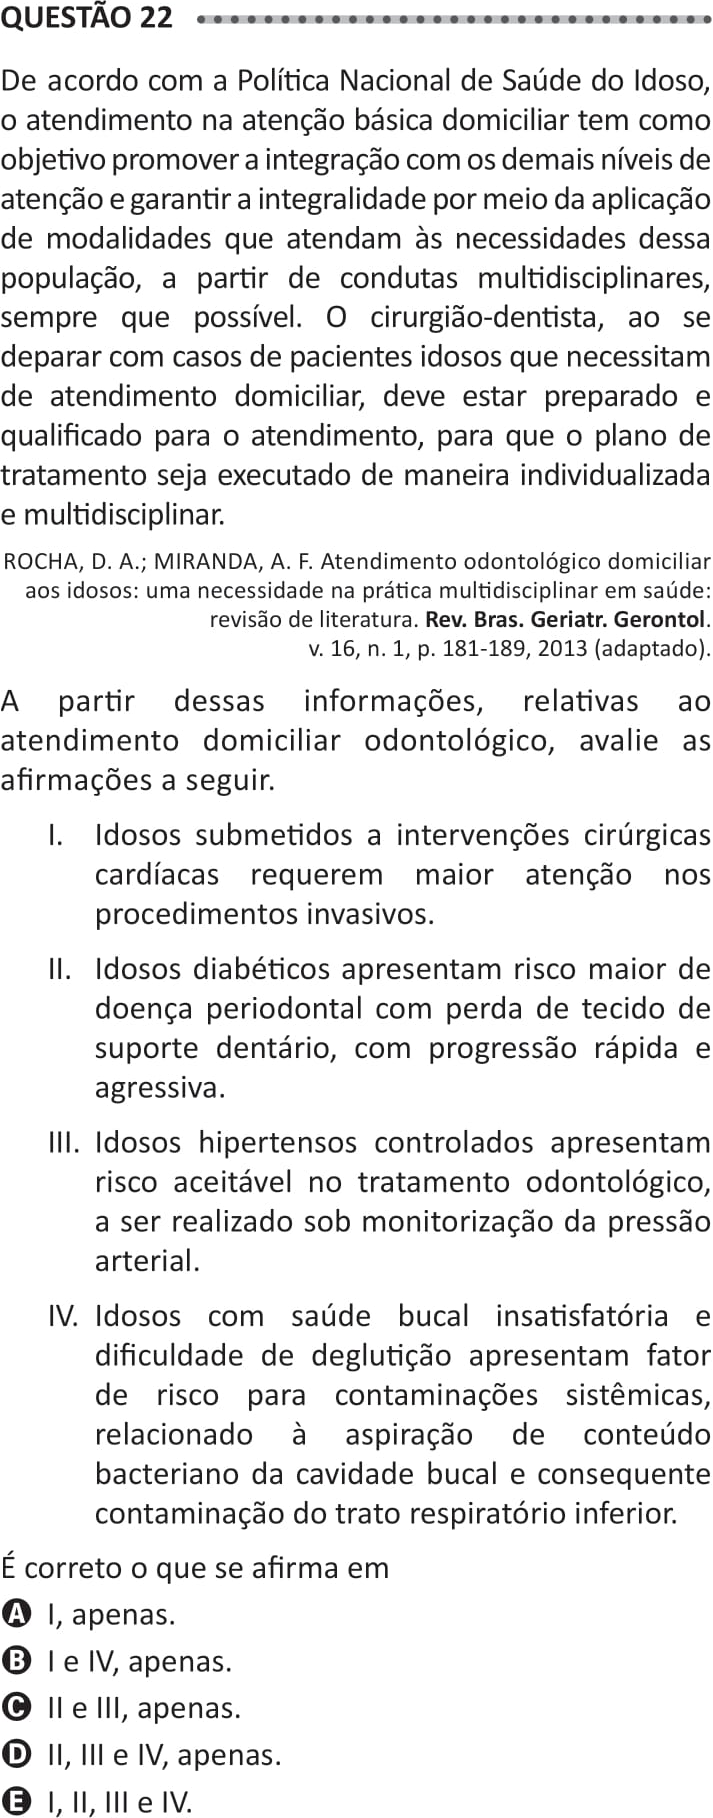 QUESTÃO 22
De acordo com a Política Nacional de Saúde do Idoso,
o atendimento na atenção básica domiciliar tem como
objetivo promover a integração com os demais níveis de
atenção e garantir a integralidade por meio da aplicação
de modalidades que atendam às necessidades dessa
população, a partir de condutas multidisciplinares,
sempre que possível. O cirurgião-dentista, ao se
deparar com casos de pacientes idosos que necessitam
de atendimento domiciliar, deve estar preparado e
qualificado para o atendimento, para que o plano de
tratamento seja executado de maneira individualizada
e multidisciplinar.
ROCHA, D. A.; MIRANDA, A. F. Atendimento odontológico domiciliar
aos idosos: uma necessidade na prática multidisciplinar em saúde:
revisão de literatura. Rev. Bras. Geriatr. Gerontol.
v. 16, n. 1, p. 181-189, 2013 (adaptado).
A partir dessas informações, relativas ao
atendimento domiciliar odontológico, avalie as
afirmações a seguir.
I. Idosos submetidos a intervenções cirúrgicas
cardíacas requerem maior atenção nos
procedimentos invasivos.
II. Idosos diabéticos apresentam risco maior de
doença periodontal com perda de tecido de
suporte dentário, com progressão rápida e
agressiva.
III. Idosos hipertensos controlados apresentam
risco aceitável no tratamento odontológico,
a ser realizado sob monitorização da pressão
arterial.
IV. Idosos com saúde bucal insatisfatória e
dificuldade de deglutição apresentam fator
de risco para contaminações sistêmicas,
relacionado à aspiração de conteúdo
bacteriano da cavidade bucal e consequente
contaminação do trato respiratório inferior.
É correto o que se afirma em
A I, apenas.
B I e IV, apenas.
C II e III, apenas.
D II, III e IV, apenas.
E I, II, III e IV.